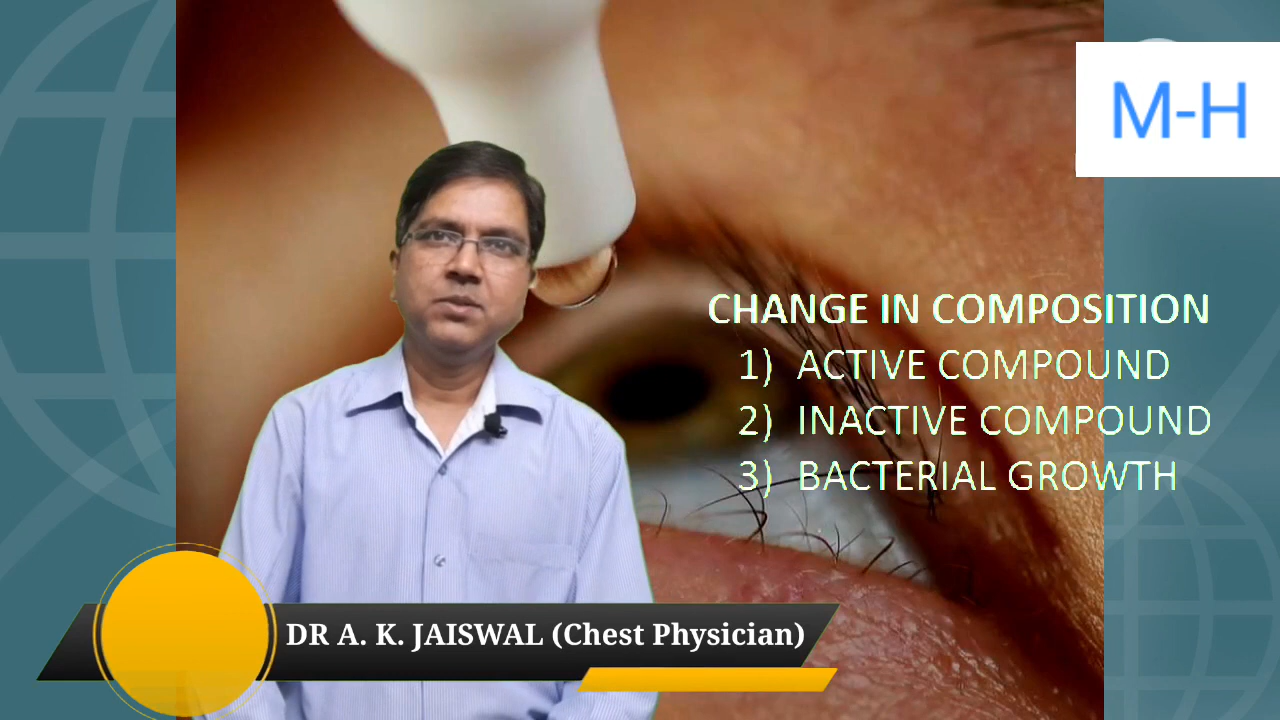 M-H
CHANGE IN COMPOSITION
1) ACTIVE COMPOUND
2) INACTIVE COMPOUND
3) BACTERIAL GROWTH
DR A. K. JAISWAL (Chest Physician)